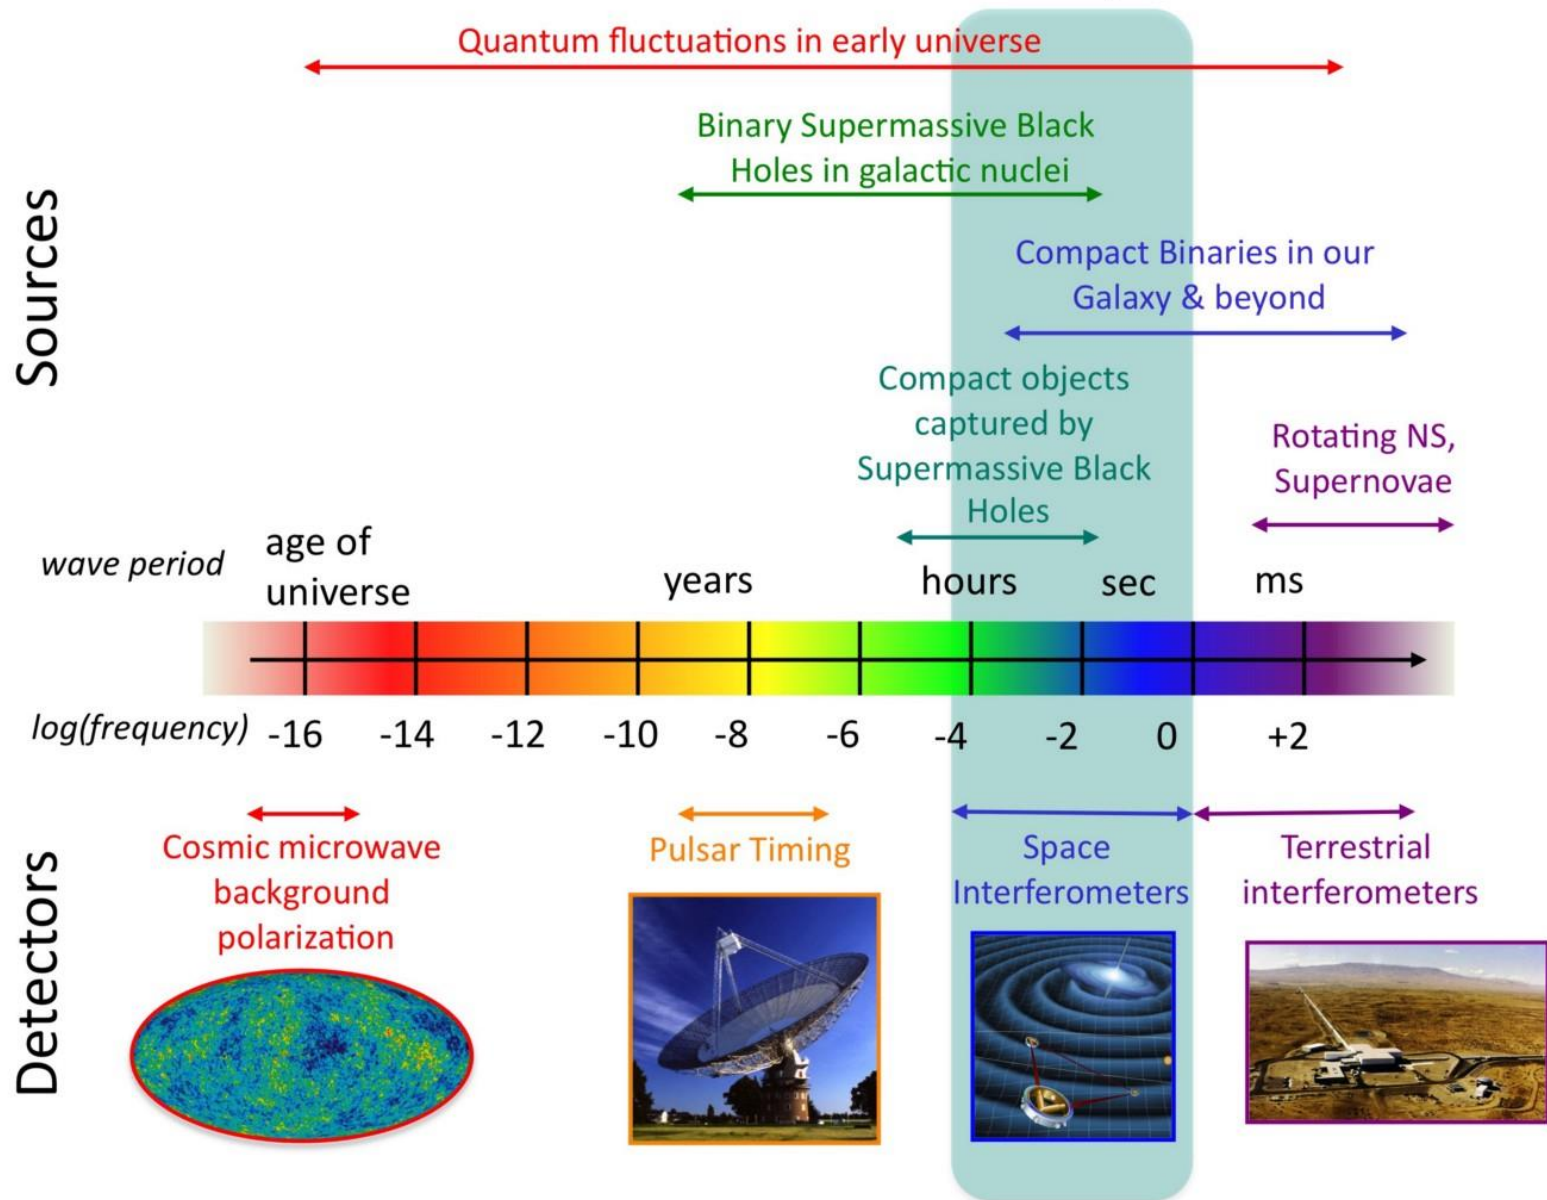 Quantum fluctuations in early universe
Binary Supermassive Black
Holes in galactic nuclei
Compact Binaries in our
Galaxy & beyond
Compact objects
captured by
Supermassive Black
Holes
Rotating NS,
Supernovae
Sources
wave period
age of
universe
years
hours
sec
ms
log(frequency)
-16
-14
-12
-10
-8
-6
-4
-2
0
+2
Detectors
Cosmic microwave
background
polarization
Pulsar Timing
Space
Interferometers
Terrestrial
interferometers